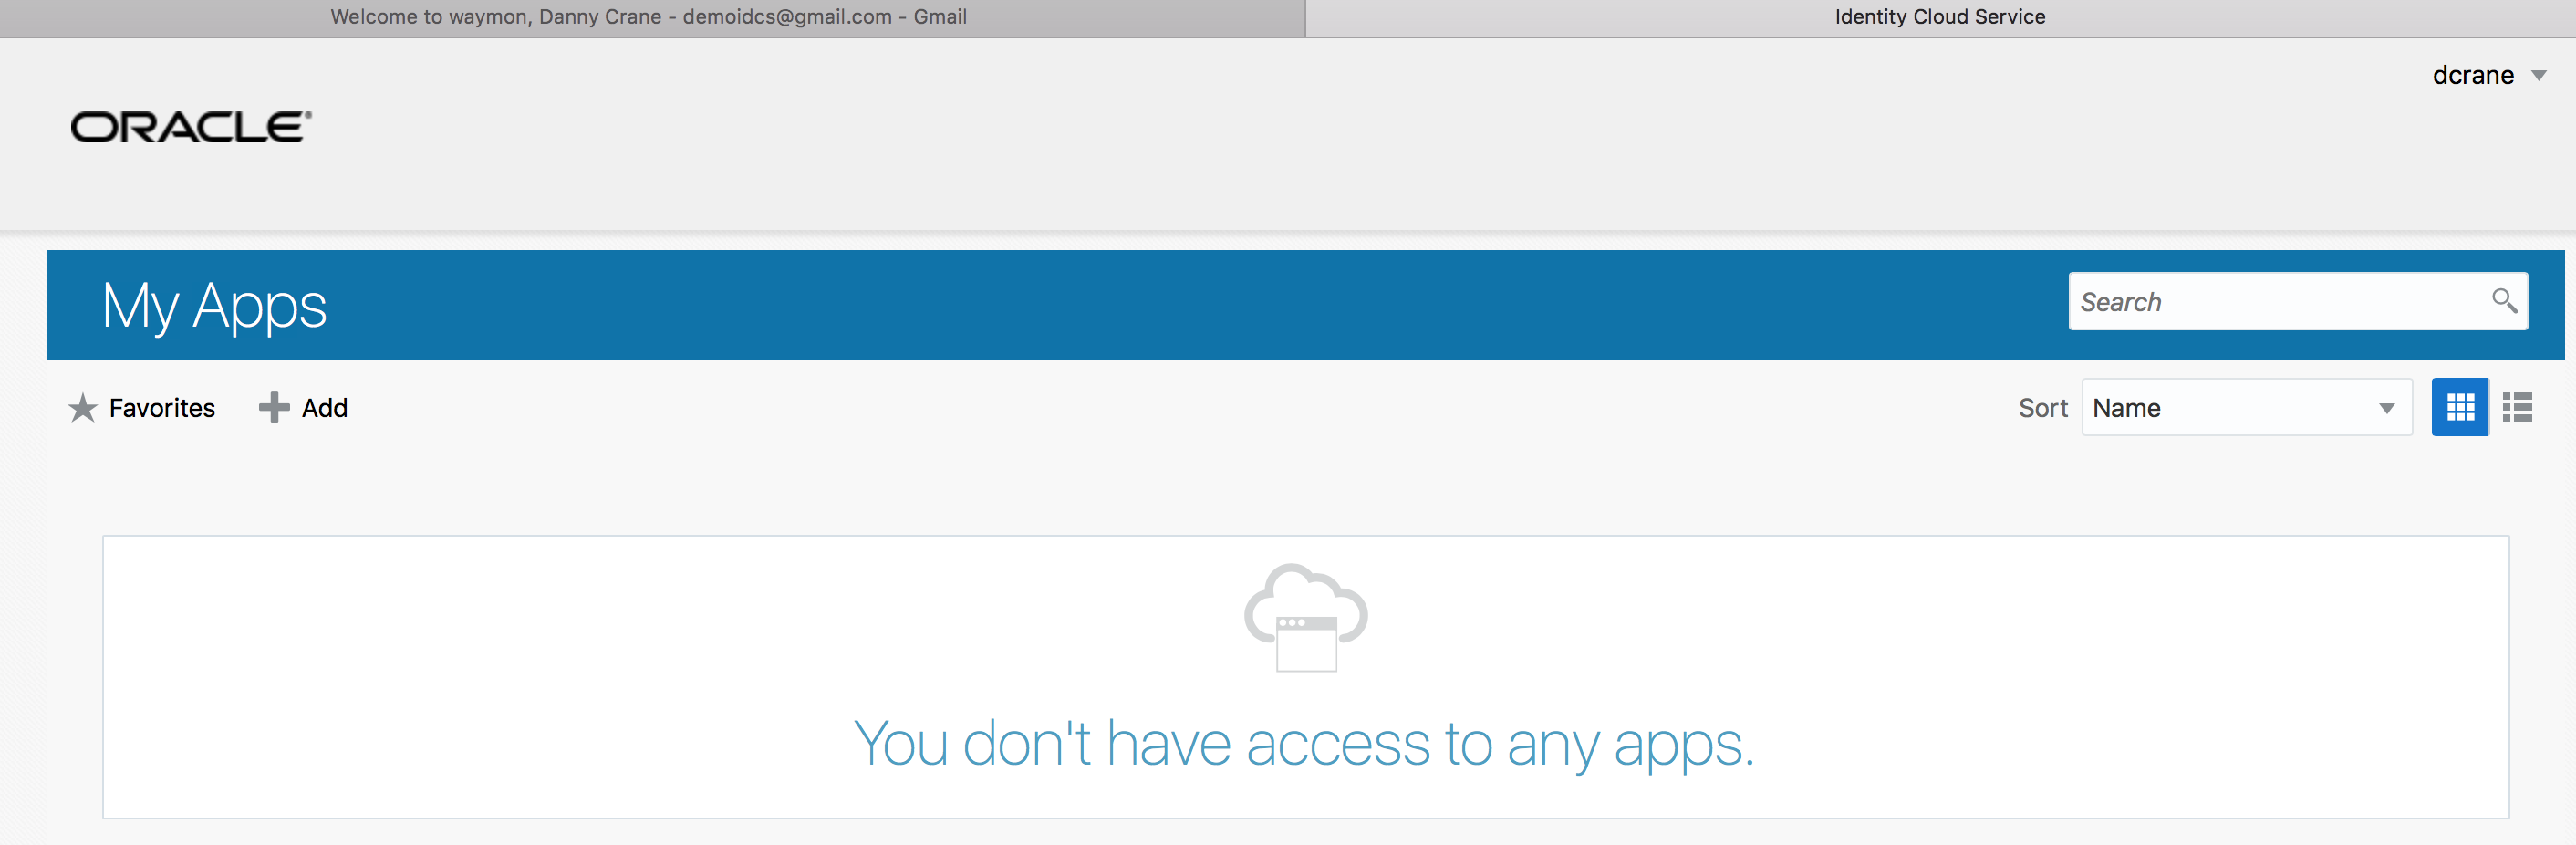 Welcome to waymon, Danny Crane - demoidcs@gmail.com - Gmail
Identity Cloud Service
dcrane
ORACLE®
My Apps
Search
Favorites
Add
Sort
Name
You don't have access to any apps.